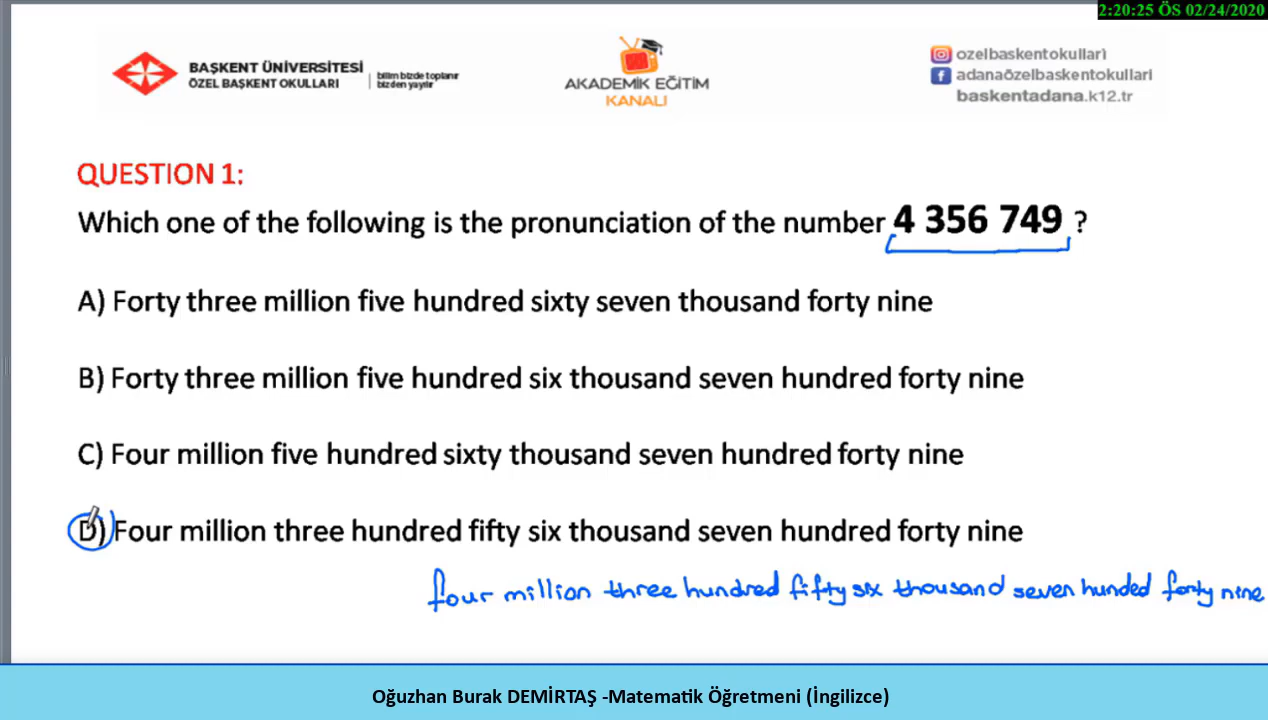 2:20:25 ÖS 02/24/2020
BAŞKENT ÜNİVERSİTESİ
ÖZEL BAŞKENT OKULLARI
bilim bizde toplanır
bizden yayılır
AKADEMİK EĞİTİM
KANALI
ozelbaskentokullari
adanaözelbaskentokullari
baskentadana.k12.tr
QUESTION 1:
Which one of the following is the pronunciation of the number 4 356 749 ?
A) Forty three million five hundred sixty seven thousand forty nine
B) Forty three million five hundred six thousand seven hundred forty nine
C) Four million five hundred sixty thousand seven hundred forty nine
D) Four million three hundred fifty six thousand seven hundred forty nine
four million three hundred fifty six thousand seven hunded forty nine
Oğuzhan Burak DEMİRTAŞ -Matematik Öğretmeni (İngilizce)